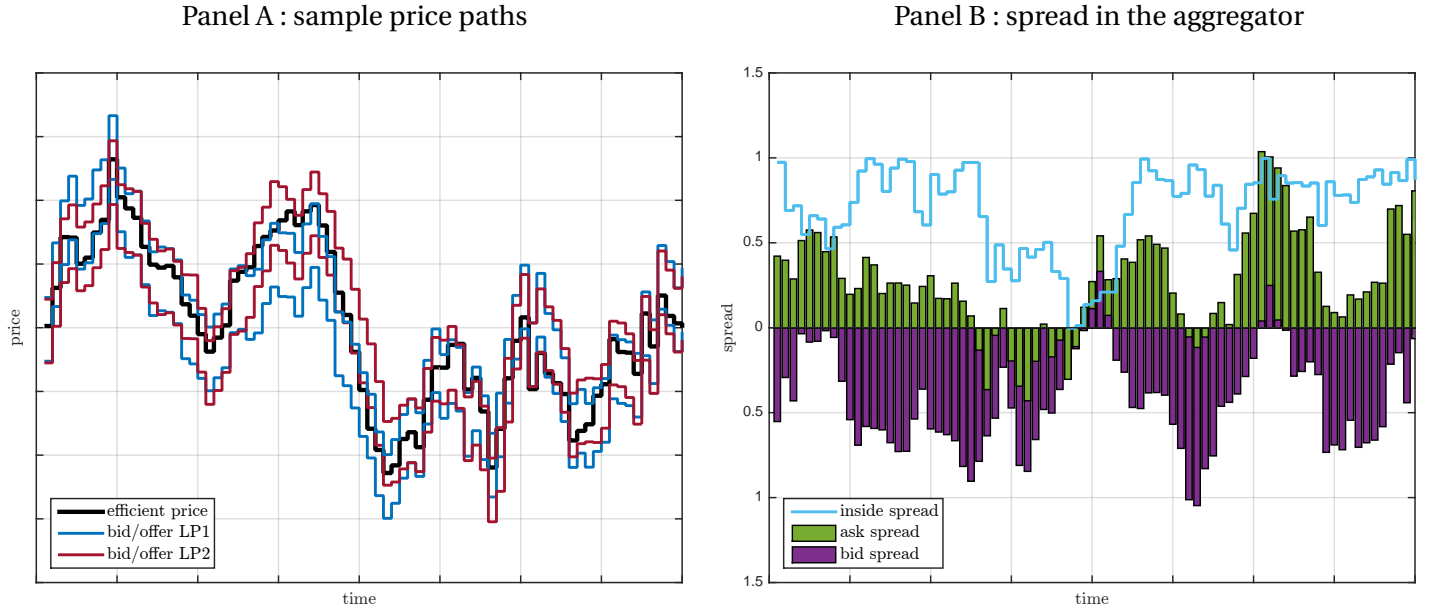 Panel A : sample price paths
price
efficient price
bid/offer LP1
bid/offer LP2
time
Panel B : spread in the aggregator
spread
1.5
1
0.5
0
0.5
1
1.5
inside spread
ask spread
bid spread
time